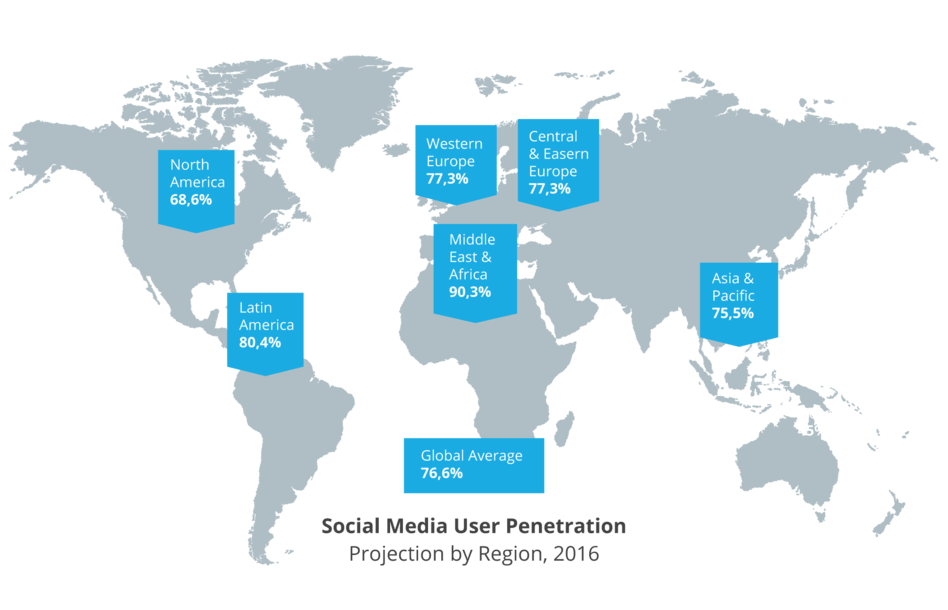 North
America
68,6%
Western
Europe
77,3%
Central
& Easern
Europe
77,3%
Middle
East &
Africa
90,3%
Asia &
Pacific
75,5%
Latin
America
80,4%
Global Average
76,6%
Social Media User Penetration
Projection by Region, 2016